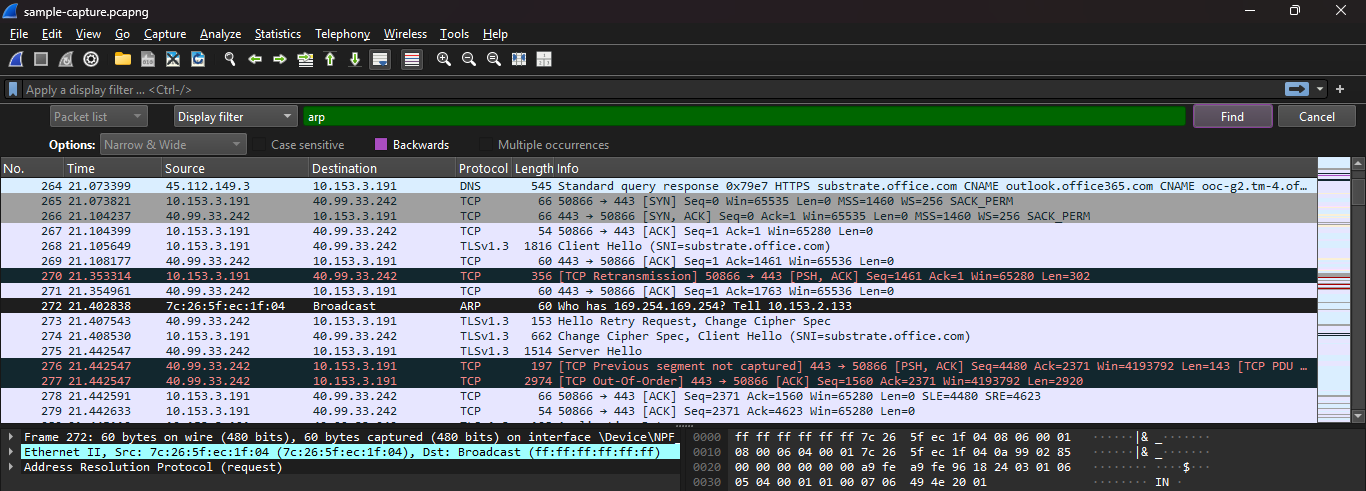 sample-capture.pcapng
File Edit View Go Capture Analyze Statistics Telephony Wireless Tools Help
Apply a display filter ... <Ctrl-/>
Packet list Display filter arp Find Cancel
Options: Narrow & Wide Case sensitive Backwards Multiple occurrences
No. Time Source Destination Protocol Length Info
264 21.073399 45.112.149.3 10.153.3.191 DNS 545 Standard query response 0x79e7 HTTPS substrate.office.com CNAME outlook.office365.com CNAME ooc-g2.tm-4.of...
265 21.073821 10.153.3.191 40.99.33.242 TCP 66 50866 → 443 [SYN] Seq=0 Win=65535 Len=0 MSS=1460 WS=256 SACK_PERM
266 21.104237 40.99.33.242 10.153.3.191 TCP 66 443 → 50866 [SYN, ACK] Seq=0 Ack=1 Win=65535 Len=0 MSS=1460 WS=256 SACK_PERM
267 21.104399 10.153.3.191 40.99.33.242 TCP 54 50866 → 443 [ACK] Seq=1 Ack=1 Win=65280 Len=0
268 21.105649 10.153.3.191 40.99.33.242 TLSv1.3 1816 Client Hello (SNI=substrate.office.com)
269 21.108177 40.99.33.242 10.153.3.191 TCP 60 443 → 50866 [ACK] Seq=1 Ack=1461 Win=65536 Len=0
270 21.353314 10.153.3.191 40.99.33.242 TCP 356 [TCP Retransmission] 50866 → 443 [PSH, ACK] Seq=1461 Ack=1 Win=65280 Len=302
271 21.354961 40.99.33.242 10.153.3.191 TCP 60 443 → 50866 [ACK] Seq=1 Ack=1763 Win=65536 Len=0
272 21.402838 7c:26:5f:ec:1f:04 Broadcast ARP 60 Who has 169.254.169.254? Tell 10.153.2.133
273 21.407543 40.99.33.242 10.153.3.191 TLSv1.3 153 Hello Retry Request, Change Cipher Spec
274 21.408530 10.153.3.191 40.99.33.242 TLSv1.3 662 Change Cipher Spec, Client Hello (SNI=substrate.office.com)
275 21.442547 40.99.33.242 10.153.3.191 TLSv1.3 1514 Server Hello
276 21.442547 40.99.33.242 10.153.3.191 TCP 197 [TCP Previous segment not captured] 443 → 50866 [PSH, ACK] Seq=4480 Ack=2371 Win=4193792 Len=143 [TCP PDU ...
277 21.442547 40.99.33.242 10.153.3.191 TCP 2974 [TCP Out-Of-Order] 443 → 50866 [ACK] Seq=1560 Ack=2371 Win=4193792 Len=2920
278 21.442591 10.153.3.191 40.99.33.242 TCP 66 50866 → 443 [ACK] Seq=2371 Ack=1560 Win=65280 Len=0 SLE=4480 SRE=4623
279 21.442633 10.153.3.191 40.99.33.242 TCP 54 50866 → 443 [ACK] Seq=2371 Ack=4623 Win=65280 Len=0
Frame 272: 60 bytes on wire (480 bits), 60 bytes captured (480 bits) on interface \Device\NPF
Ethernet II, Src: 7c:26:5f:ec:1f:04 (7c:26:5f:ec:1f:04), Dst: Broadcast (ff:ff:ff:ff:ff:ff)
Address Resolution Protocol (request)
0000 ff ff ff ff ff ff 7c 26 5f ec 1f 04 08 06 00 01 ······|& _·······
0010 08 00 06 04 00 01 7c 26 5f ec 1f 04 0a 99 02 85 ······|& _·······
0020 00 00 00 00 00 00 a9 fe a9 fe 96 18 24 03 01 06 ········ ····$···
0030 05 04 00 01 01 00 07 06 49 4e 20 01 ········ IN ·